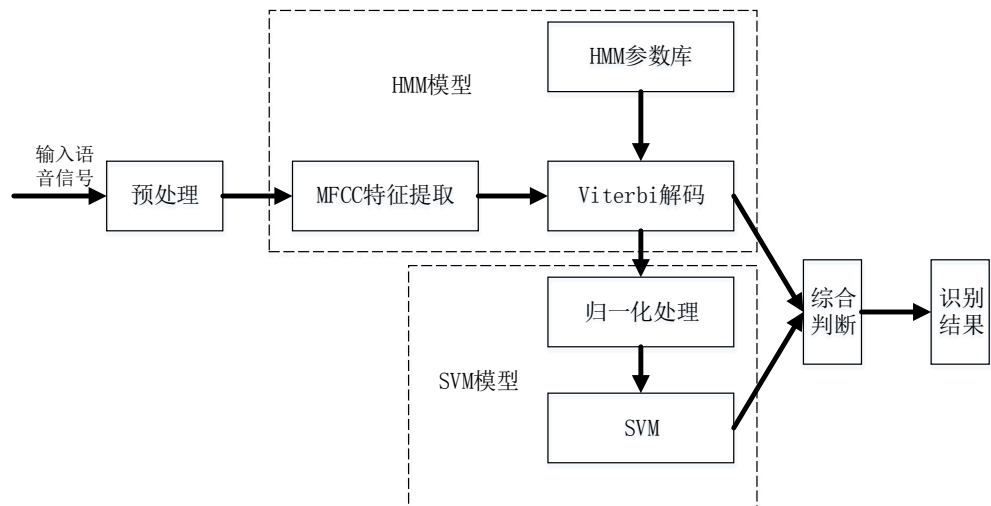 HMM参数库
HMM模型
输入语
音信号
预处理
MFCC特征提取
Viterbi解码
归一化处理
综合
判断
识别
结果
SVM模型
SVM